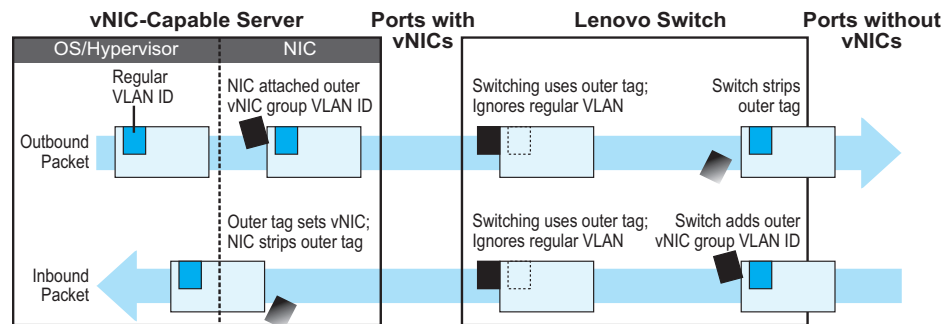 vNIC-Capable Server
Ports with
vNICs
Lenovo Switch
Ports without
vNICs
OS/Hypervisor
NIC
Regular
VLAN ID
NIC attached outer
vNIC group VLAN ID
Switching uses outer tag;
Ignores regular VLAN
Switch strips
outer tag
Outbound
Packet
Outer tag sets vNIC;
NIC strips outer tag
Switching uses outer tag;
Ignores regular VLAN
Switch adds outer
vNIC group VLAN ID
Inbound
Packet